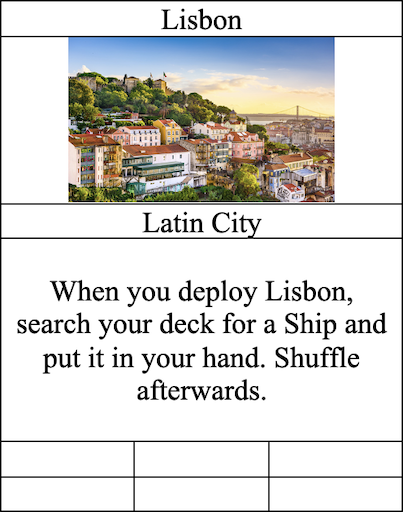 Lisbon
Latin City
When you deploy Lisbon,
search your deck for a Ship and
put it in your hand. Shuffle
afterwards.